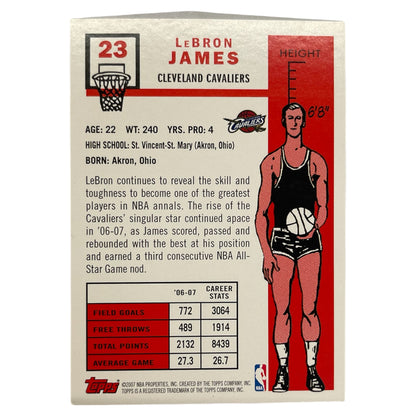 23
LEBRON
JAMES
CLEVELAND CAVALIERS
HEIGHT
6'8"
CAVALIERS
AGE: 22 WT: 240 YRS. PRO: 4
HIGH SCHOOL: St. Vincent-St. Mary (Akron, Ohio)
BORN: Akron, Ohio
LeBron continues to reveal the skill and
toughness to become one of the greatest
players in NBA annals. The rise of the
Cavaliers' singular star continued apace
in '06-07, as James scored, passed and
rebounded with the best at his position
and earned a third consecutive NBA All-
Star Game nod.
'06-07 CAREER STATS
FIELD GOALS 772 3064
FREE THROWS 489 1914
TOTAL POINTS 2132 8439
AVERAGE GAME 27.3 26.7
Topps
©2007 NBA PROPERTIES, INC. CREATED BY THE TOPPS COMPANY, INC.
TOPPS IS A REGISTERED TRADEMARK OF THE TOPPS COMPANY, INC.
NBA